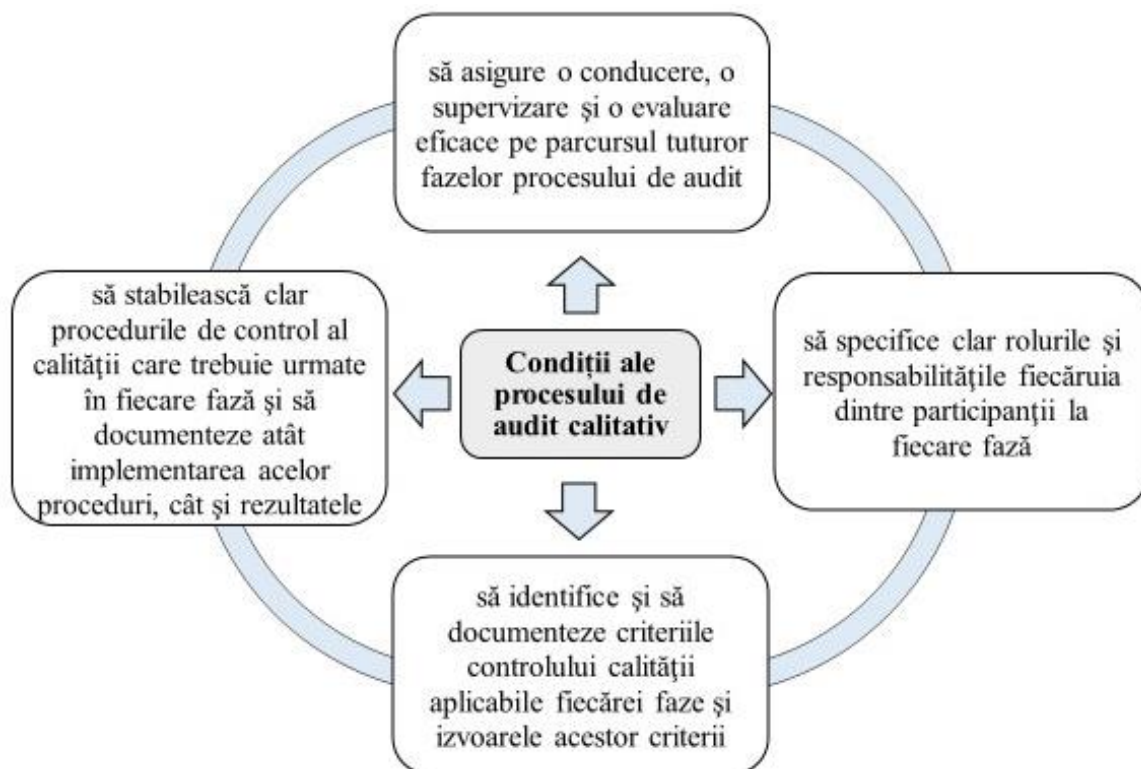 să asigure o conducere, o
supervizare şi o evaluare
eficace pe parcursul tuturor
fazelor procesului de audit
să stabilească clar
procedurile de control al
calităţii care trebuie urmate
în fiecare fază şi să
documenteze atât
implementarea acelor
proceduri, cât şi rezultatele
Condiții ale
procesului de
audit calitativ
să specifice clar rolurile şi
responsabilităţile fiecăruia
dintre participanţii la
fiecare fază
să identifice şi să
documenteze criteriile
controlului calităţii
aplicabile fiecărei faze şi
izvoarele acestor criterii